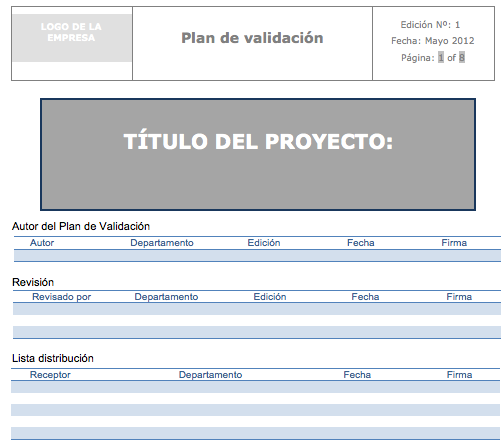 LOGO DE LA
EMPRESA
Plan de validación
Edición Nº: 1
Fecha: Mayo 2012
Página: 1 of 8
TÍTULO DEL PROYECTO:
Autor del Plan de Validación
Autor Departamento Edición Fecha Firma
Revisión
Revisado por Departamento Edición Fecha Firma
Lista distribución
Receptor Departamento Fecha Firma